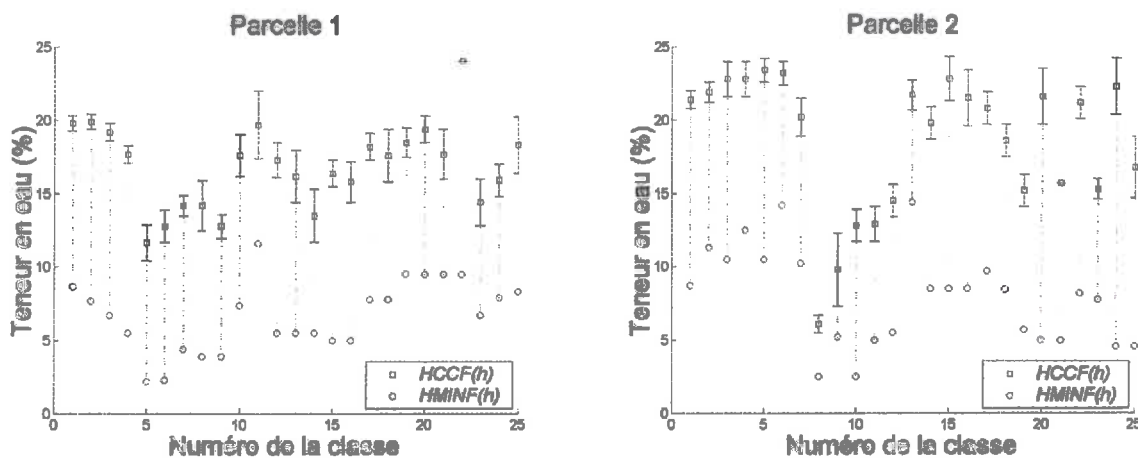 Parcelle 1
Teneur en eau (%)
25
20
15
10
5
0
HCCF(h)
HMINF(h)
0 5 10 15 20 25
Numéro de la classe
Parcelle 2
Teneur en eau (%)
25
20
15
10
5
0
HCCF(h)
HMINF(h)
0 5 10 15 20 25
Numéro de la classe